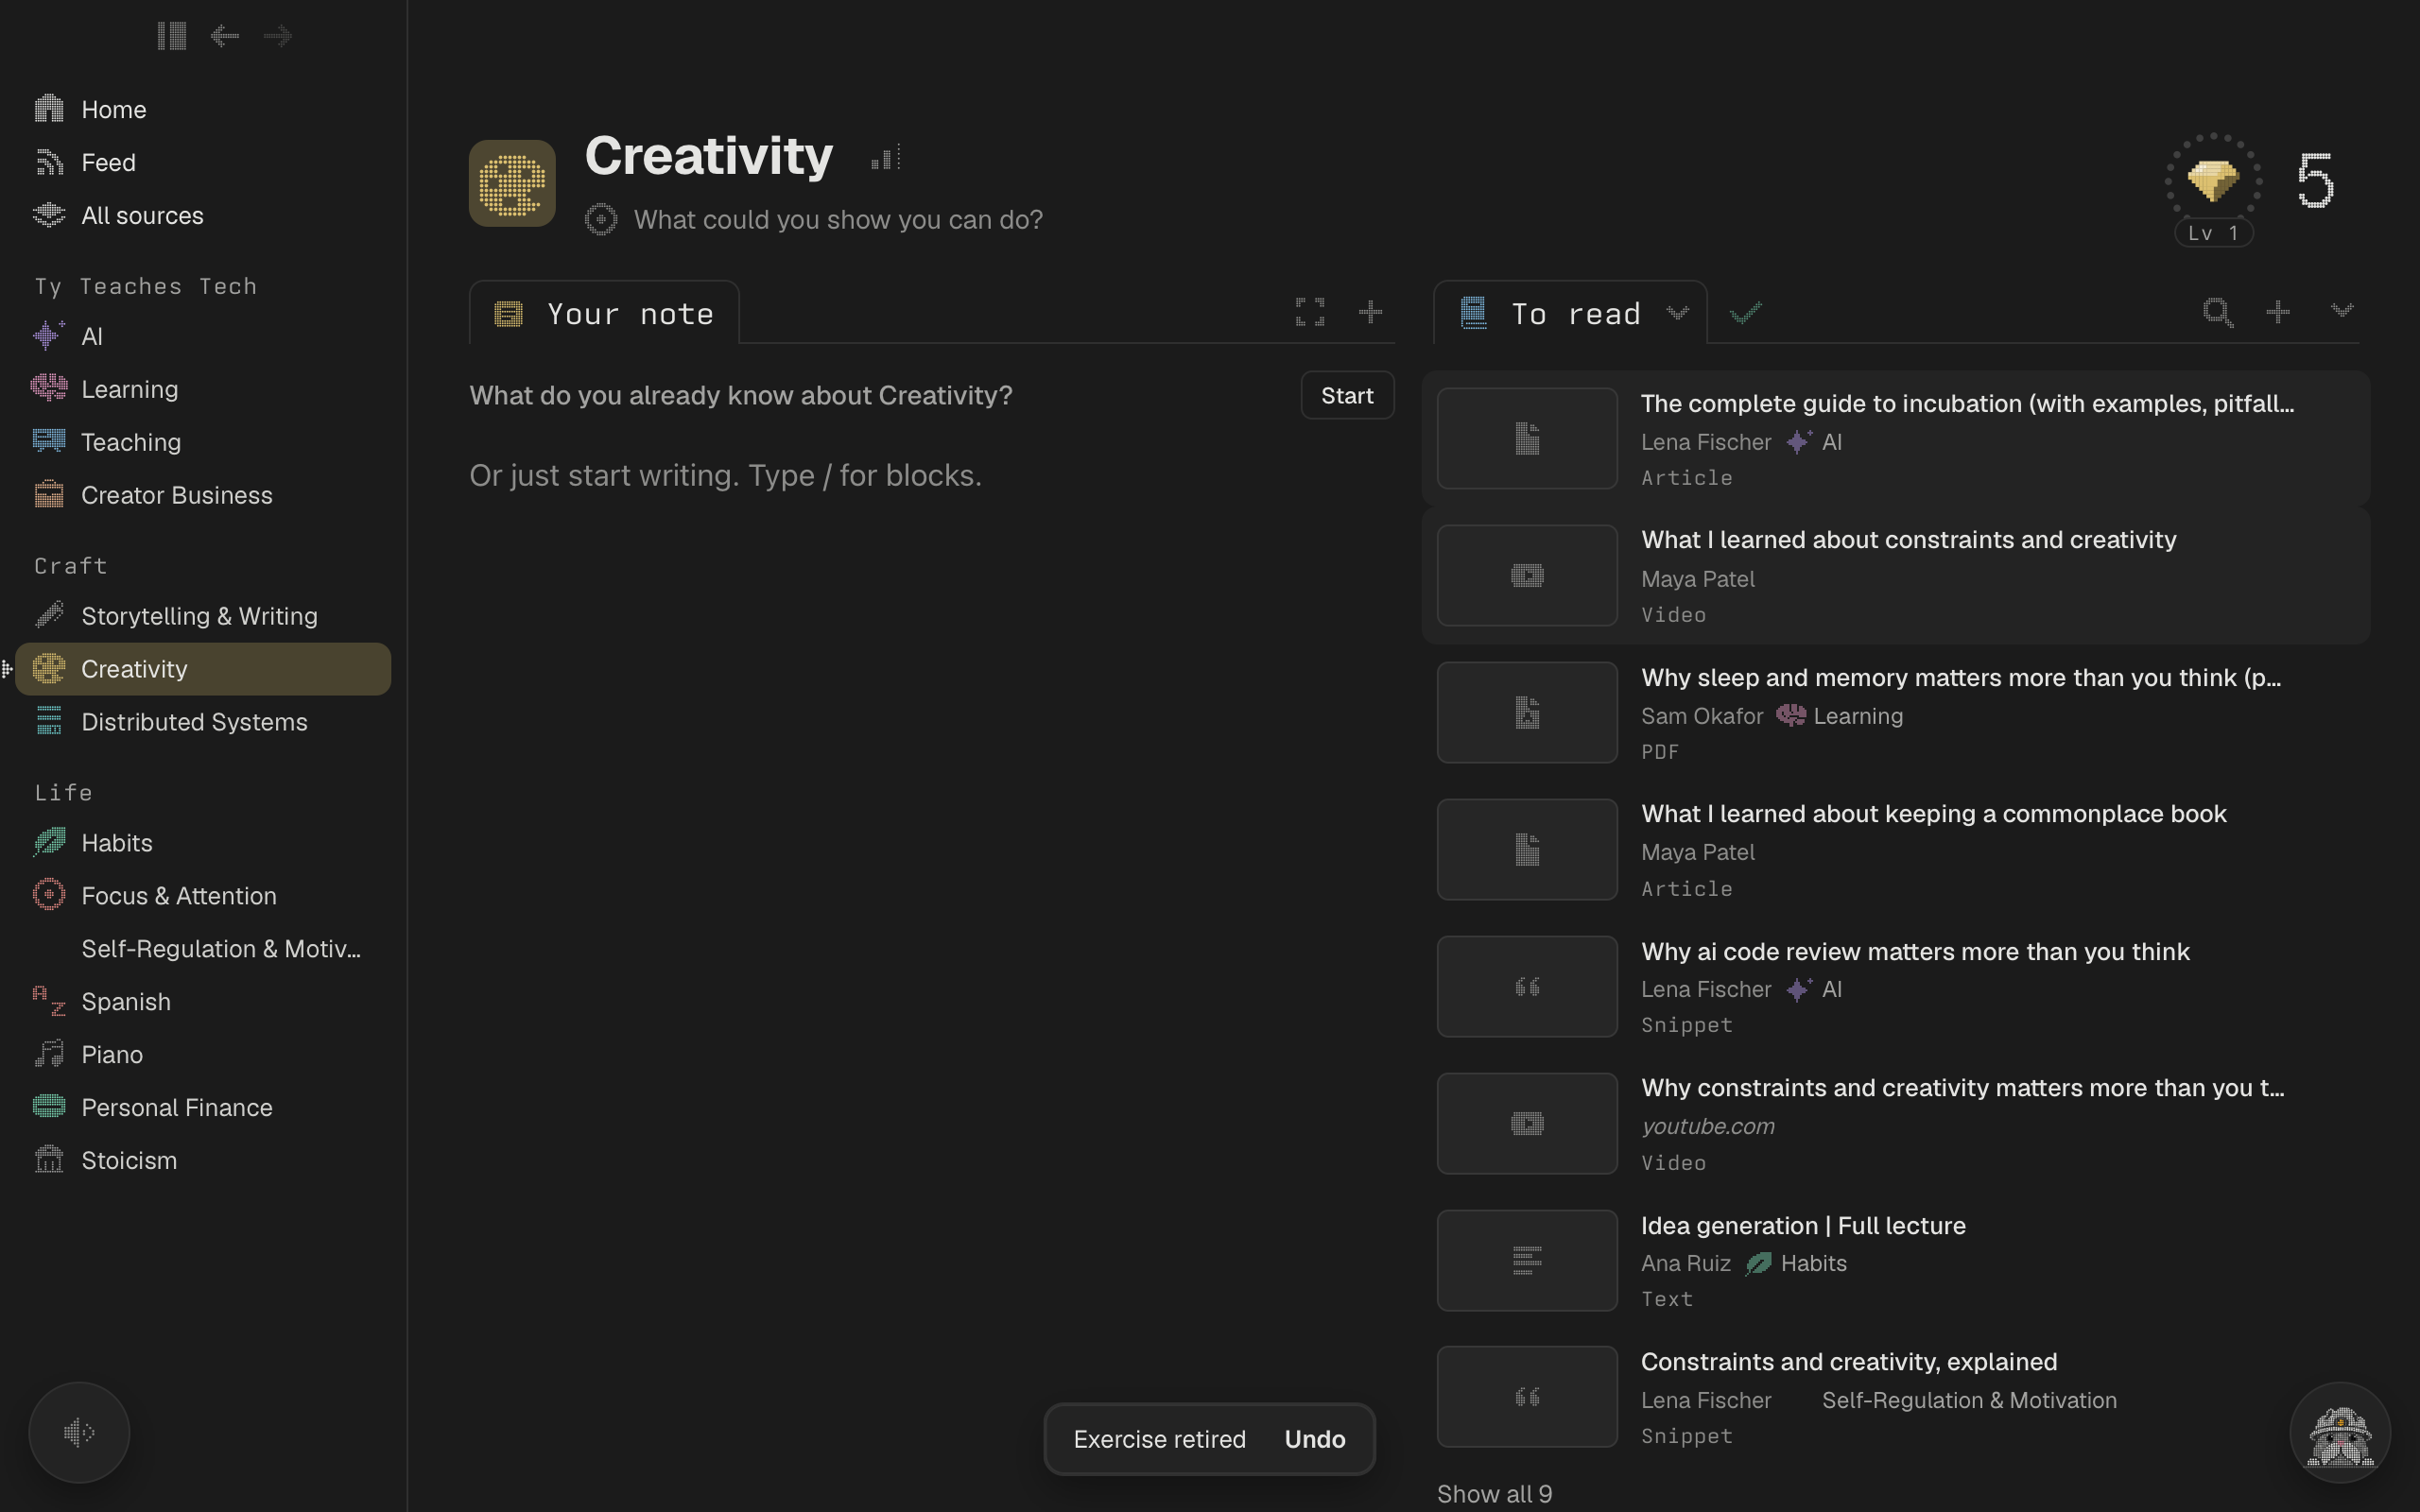 Home
Feed
All sources
Ty Teaches Tech
AI
Learning
Teaching
Creator Business
Craft
Storytelling & Writing
Creativity
Distributed Systems
Life
Habits
Focus & Attention
Self-Regulation & Motiv...
Spanish
Piano
Personal Finance
Stoicism
Creativity
What could you show you can do?
Lv 1
5
Your note
What do you already know about Creativity?
Start
Or just start writing. Type / for blocks.
Exercise retired Undo
To read
The complete guide to incubation (with examples, pitfall...
Lena Fischer AI
Article
What I learned about constraints and creativity
Maya Patel
Video
Why sleep and memory matters more than you think (p...
Sam Okafor Learning
PDF
What I learned about keeping a commonplace book
Maya Patel
Article
Why ai code review matters more than you think
Lena Fischer AI
Snippet
Why constraints and creativity matters more than you t...
youtube.com
Video
Idea generation | Full lecture
Ana Ruiz Habits
Text
Constraints and creativity, explained
Lena Fischer Self-Regulation & Motivation
Snippet
Show all 9